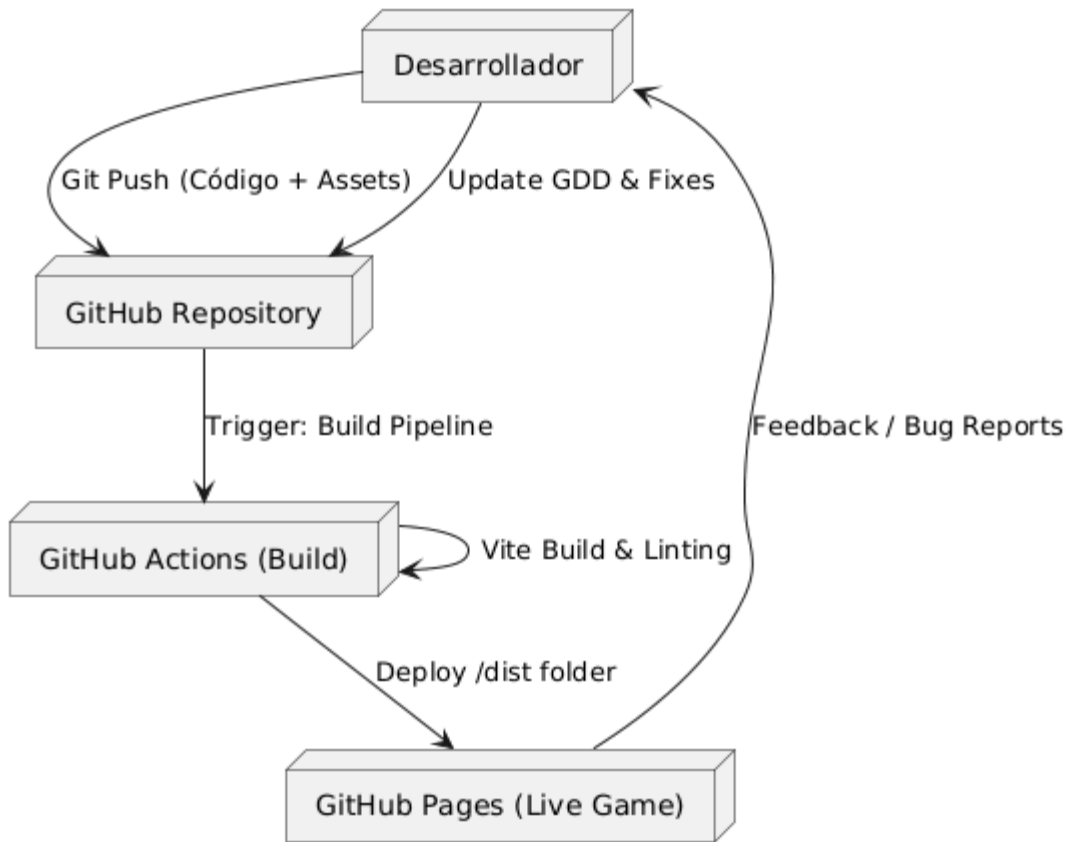 Desarrollador
Git Push (Código + Assets)
Update GDD & Fixes
GitHub Repository
Trigger: Build Pipeline
Feedback / Bug Reports
GitHub Actions (Build)
Vite Build & Linting
Deploy /dist folder
GitHub Pages (Live Game)